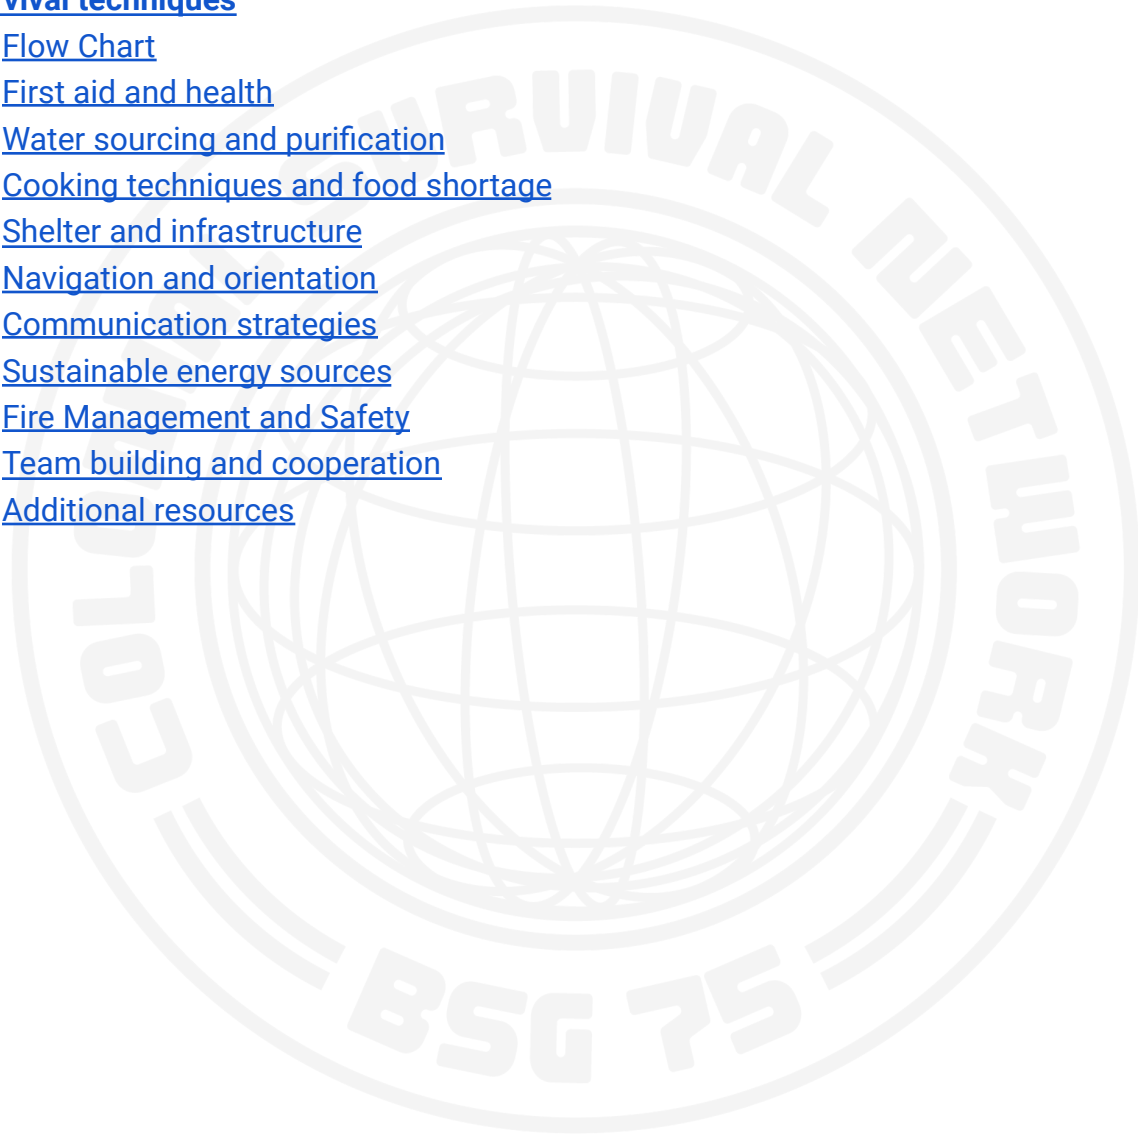 vival techniques
Flow Chart
First aid and health
Water sourcing and purification
Cooking techniques and food shortage
Shelter and infrastructure
Navigation and orientation
Communication strategies
Sustainable energy sources
Fire Management and Safety
Team building and cooperation
Additional resources
SURVIVAL NETWORK
BSG 75